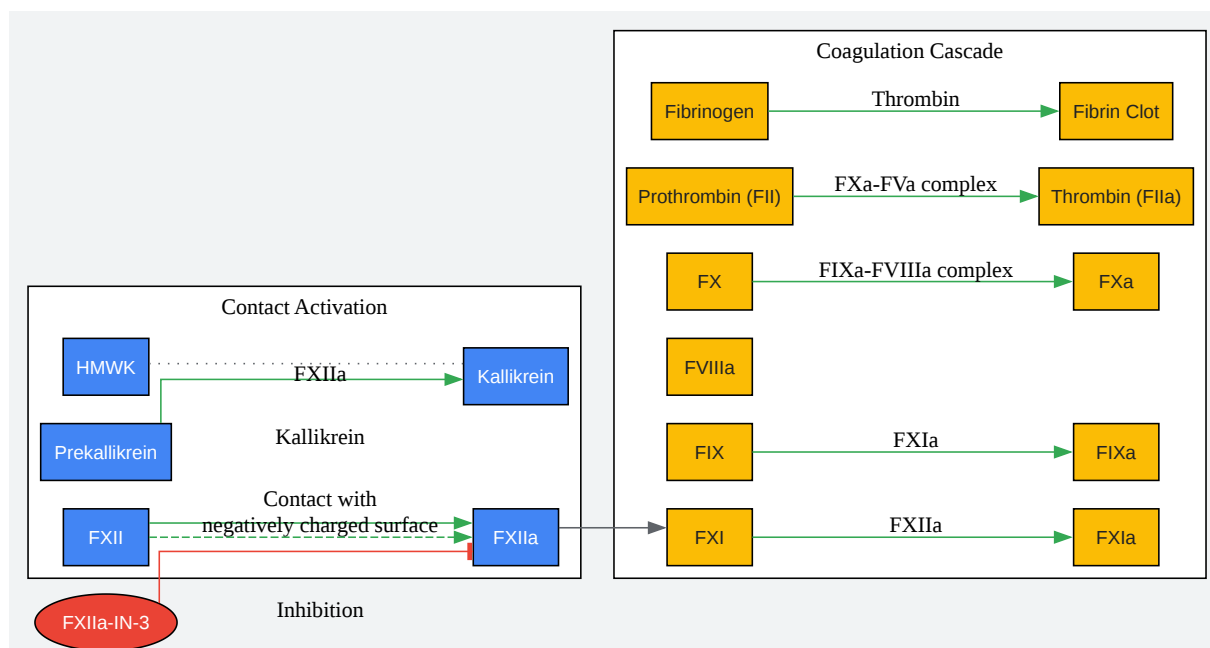 Coagulation Cascade
Fibrinogen
Thrombin
Fibrin Clot
Prothrombin (FII)
FXa-FVa complex
Thrombin (FIIa)
FX
FIXa-FVIIIa complex
FXa
FVIIIa
FIX
FXIa
FIXa
FXI
FXIIa
FXIa
Contact Activation
HMWK
FXIIa
Kallikrein
Prekallikrein
Kallikrein
FXII
Contact with
negatively charged surface
FXIIa
FXIIa-IN-3
Inhibition